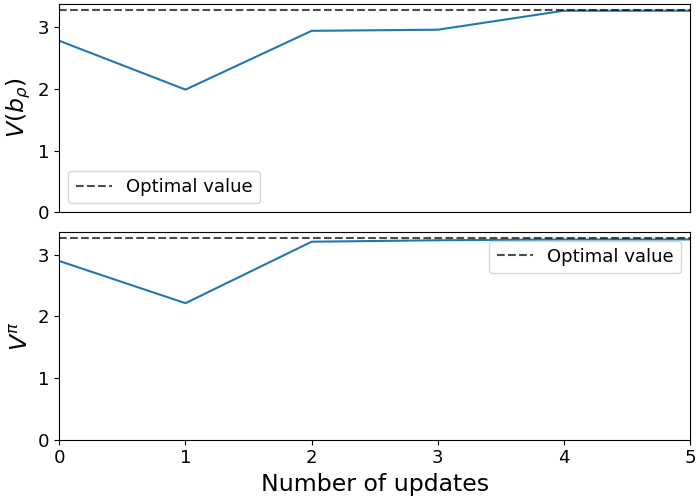 3
2
1
0
V(b_ρ)
Optimal value
3
2
1
0
V^π
Optimal value
0 1 2 3 4 5
Number of updates